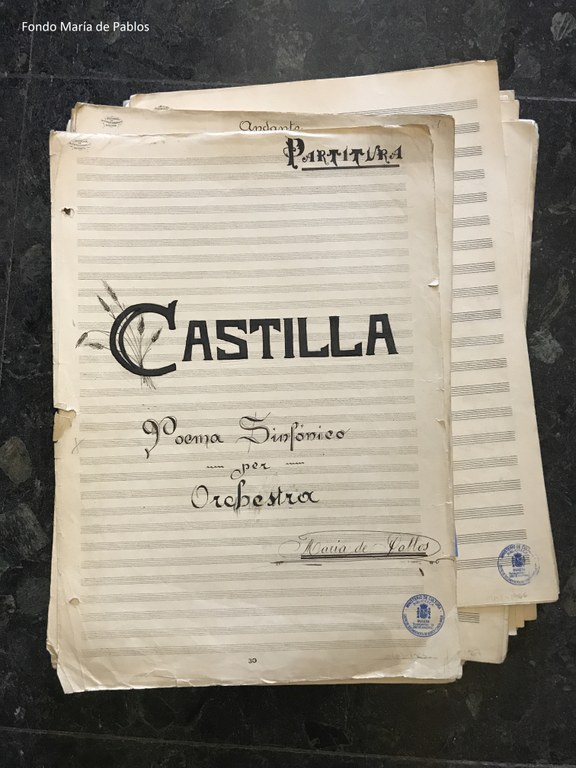 Fondo María de Pablos
Andante
PARTITURA
CASTILLA
Poema Sinfónico
per
Orchestra
María de Pablos
30